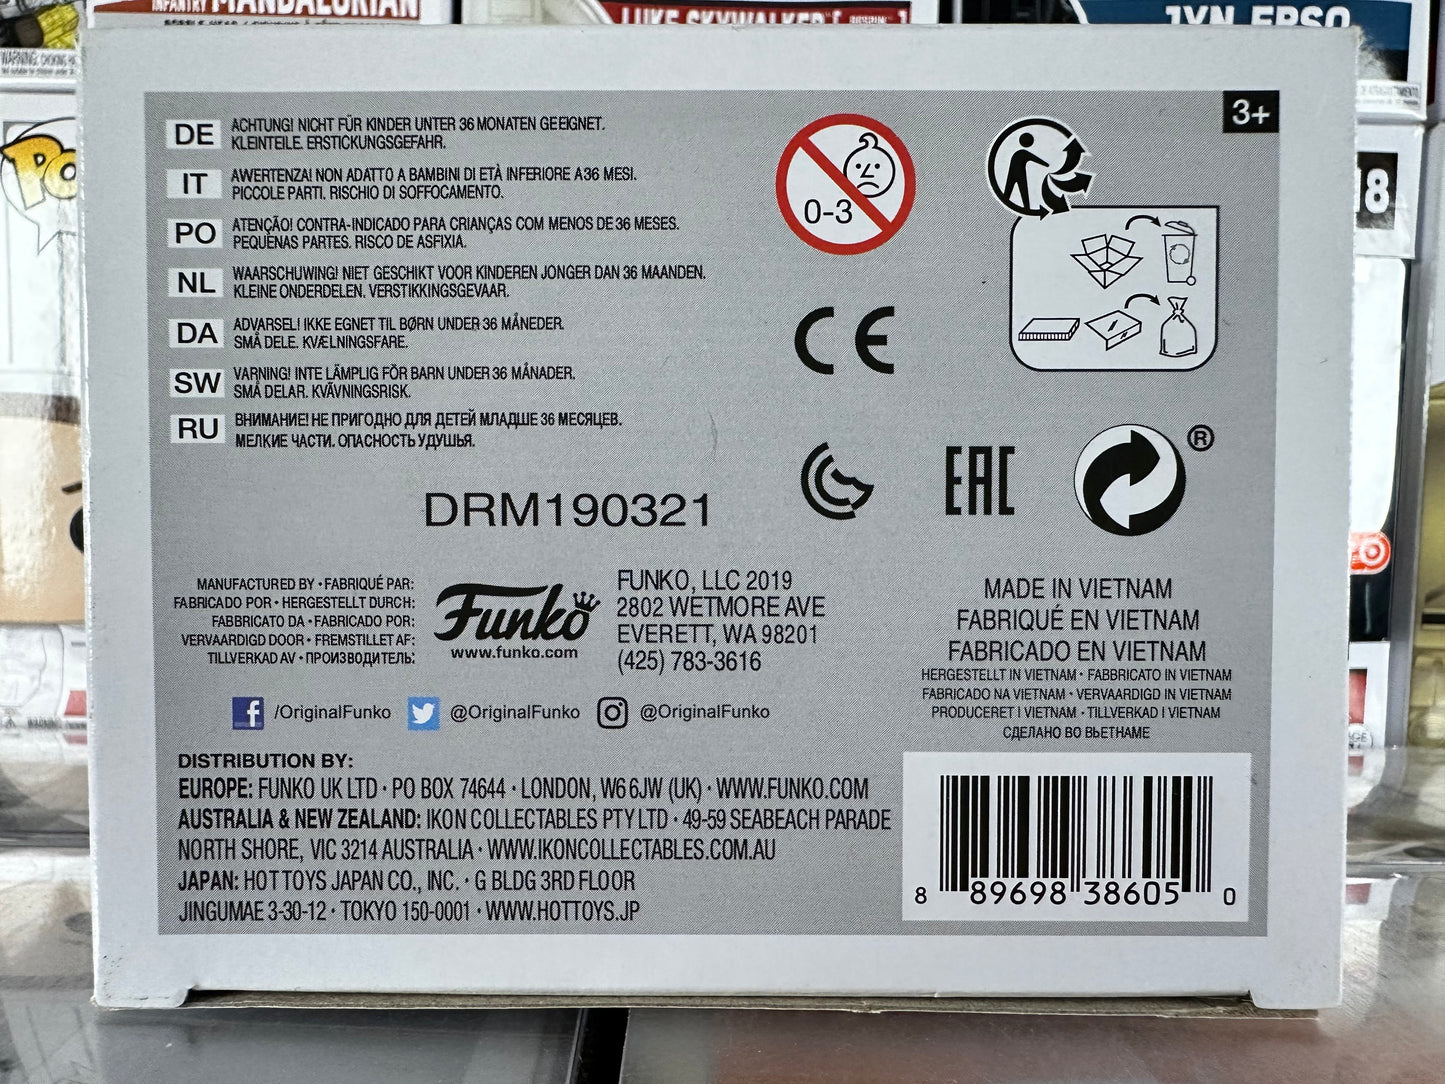 INFANTRY MANDALORIAN
LUKE SKYWALKER
JYN ERSO
3+
DE ACHTUNG! NICHT FÜR KINDER UNTER 36 MONATEN GEEIGNET.
KLEINTEILE. ERSTICKUNGSGEFAHR.
IT AWERTENZA! NON ADATTO A BAMBINI DI ETÀ INFERIORE A 36 MESI.
PICCOLE PARTI. RISCHIO DI SOFFOCAMENTO.
PO ATENÇÃO! CONTRA-INDICADO PARA CRIANÇAS COM MENOS DE 36 MESES.
PEQUENAS PARTES. RISCO DE ASFIXIA.
NL WAARSCHUWING! NIET GESCHIKT VOOR KINDEREN JONGER DAN 36 MAANDEN.
KLEINE ONDERDELEN. VERSTIKKINGSGEVAAR.
DA ADVARSEL! IKKE EGNET TIL BØRN UNDER 36 MÅNEDER.
SMÅ DELE. KVÆLNINGSFARE.
SW VARNING! INTE LÄMPLIG FÖR BARN UNDER 36 MÅNADER.
SMÅ DELAR. KVÄVNINGSRISK.
RU ВНИМАНИЕ! НЕ ПРИГОДНО ДЛЯ ДЕТЕЙ МЛАДШЕ 36 МЕСЯЦЕВ.
МЕЛКИЕ ЧАСТИ. ОПАСНОСТЬ УДУШЬЯ.
0-3
CE
EAC
®
DRM190321
MANUFACTURED BY • FABRIQUÉ PAR:
FABRICADO POR • HERGESTELLT DURCH:
FABBRICATO DA • FABRICADO POR:
VERVAARDIGD DOOR • FREMSTILLET AF:
TILLVERKAD AV • ПРОИЗВОДИТЕЛЬ:
Funko
www.funko.com
FUNKO, LLC 2019
2802 WETMORE AVE
EVERETT, WA 98201
(425) 783-3616
MADE IN VIETNAM
FABRIQUÉ EN VIETNAM
FABRICADO EN VIETNAM
HERGESTELLT IN VIETNAM • FABBRICATO IN VIETNAM
FABRICADO NA VIETNAM • VERVAARDIGD IN VIETNAM
PRODUCERET I VIETNAM • TILLVERKAD I VIETNAM
СДЕЛАНО ВО ВЬЕТНАМЕ
/OriginalFunko @OriginalFunko @OriginalFunko
DISTRIBUTION BY:
EUROPE: FUNKO UK LTD • PO BOX 74644 • LONDON, W6 6JW (UK) • WWW.FUNKO.COM
AUSTRALIA & NEW ZEALAND: IKON COLLECTABLES PTY LTD • 49-59 SEABEACH PARADE
NORTH SHORE, VIC 3214 AUSTRALIA • WWW.IKONCOLLECTABLES.COM.AU
JAPAN: HOT TOYS JAPAN CO., INC. • G BLDG 3RD FLOOR
JINGUMAE 3-30-12 • TOKYO 150-0001 • WWW.HOTTOYS.JP
8 89698 38605 0